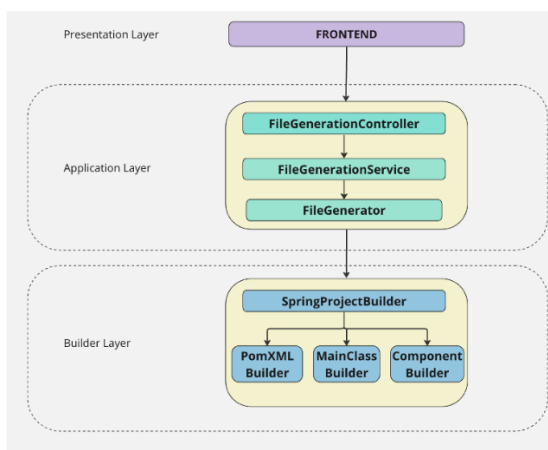 Presentation Layer
FRONTEND
FileGenerationController
Application Layer
FileGenerationService
FileGenerator
SpringProjectBuilder
Builder Layer
PomXML
Builder
MainClass
Builder
Component
Builder